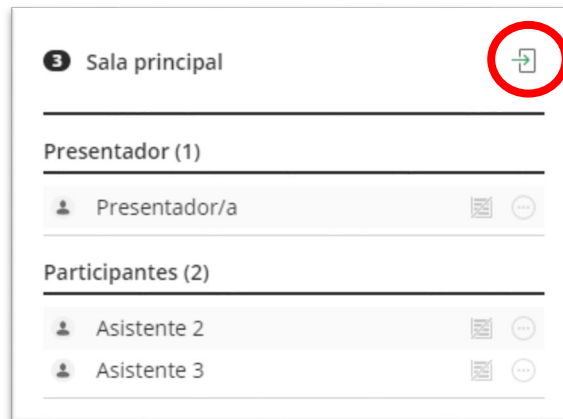 3 Sala principal
Presentador (1)
Presentador/a
Participantes (2)
Asistente 2
Asistente 3